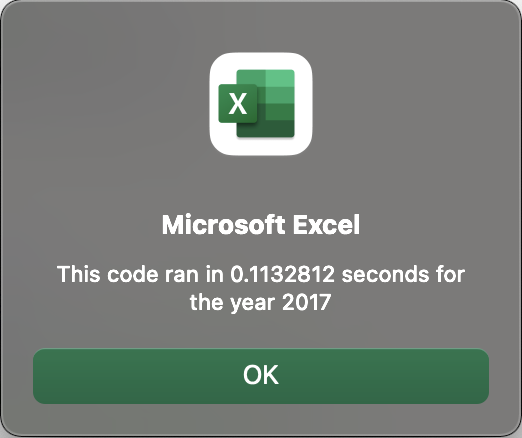 X
Microsoft Excel
This code ran in 0.1132812 seconds for
the year 2017
OK